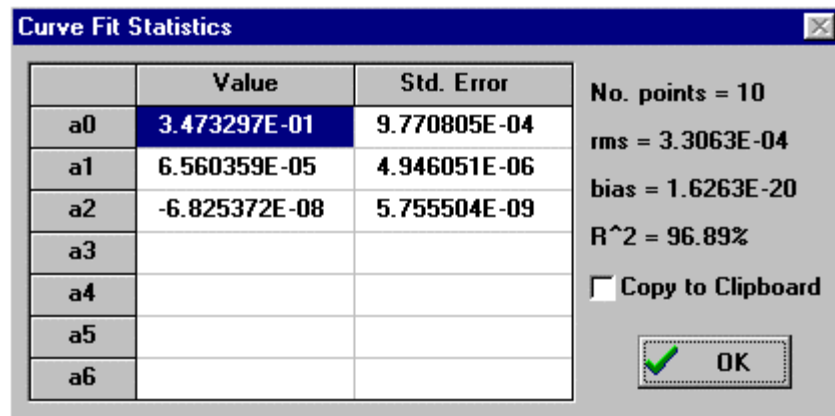 Curve Fit Statistics
Value Std. Error
a0 3.473297E-01 9.770805E-04
a1 6.560359E-05 4.946051E-06
a2 -6.825372E-08 5.755504E-09
a3
a4
a5
a6
No. points = 10
rms = 3.3063E-04
bias = 1.6263E-20
R^2 = 96.89%
Copy to Clipboard
OK